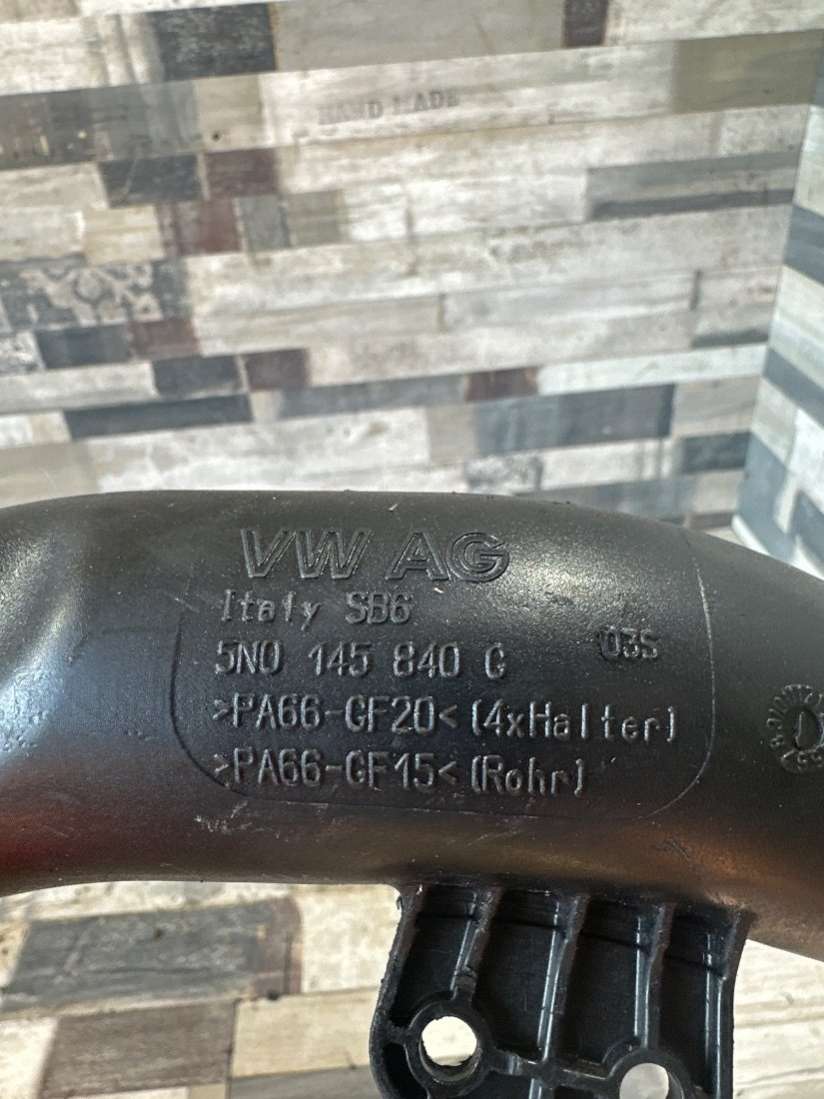 HAND MADE
VW AG
Italy SB6
5N0 145 840 G 03S
>PA66-GF20< (4xHalter)
>PA66-GF15< (Rohr)